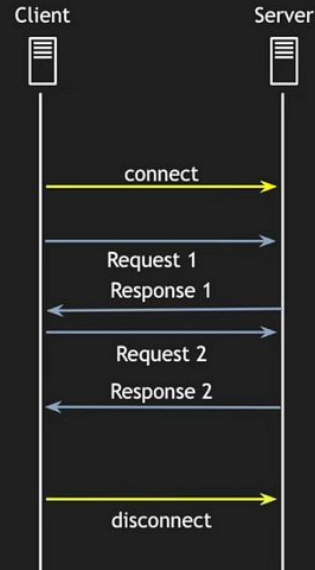 Client
Server
connect
Request 1
Response 1
Request 2
Response 2
disconnect